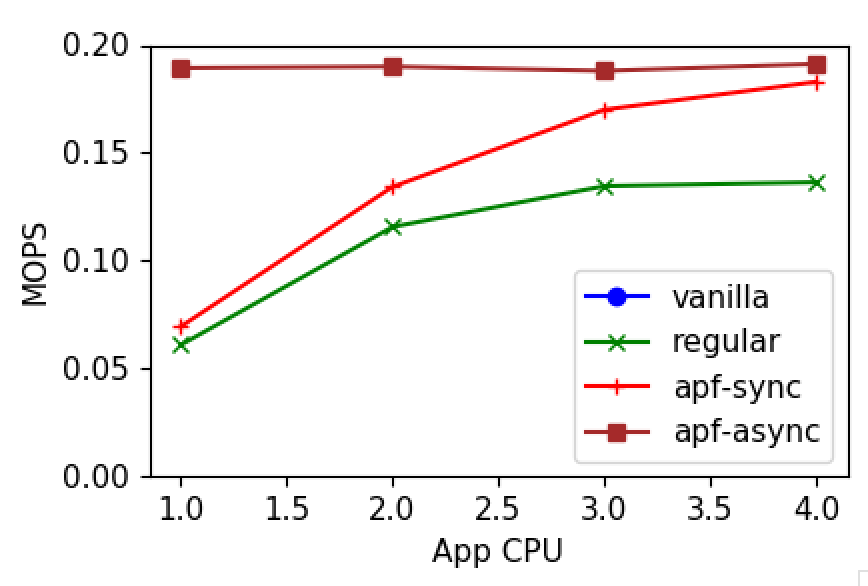 0.20
0.15
0.10
0.05
0.00
MOPS
vanilla
regular
apf-sync
apf-async
1.0 1.5 2.0 2.5 3.0 3.5 4.0
App CPU